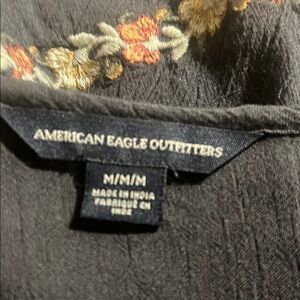 AMERICAN EAGLE OUTFITTERS
M/M/M
MADE IN INDIA
FABRIQUÉ EN
INDE